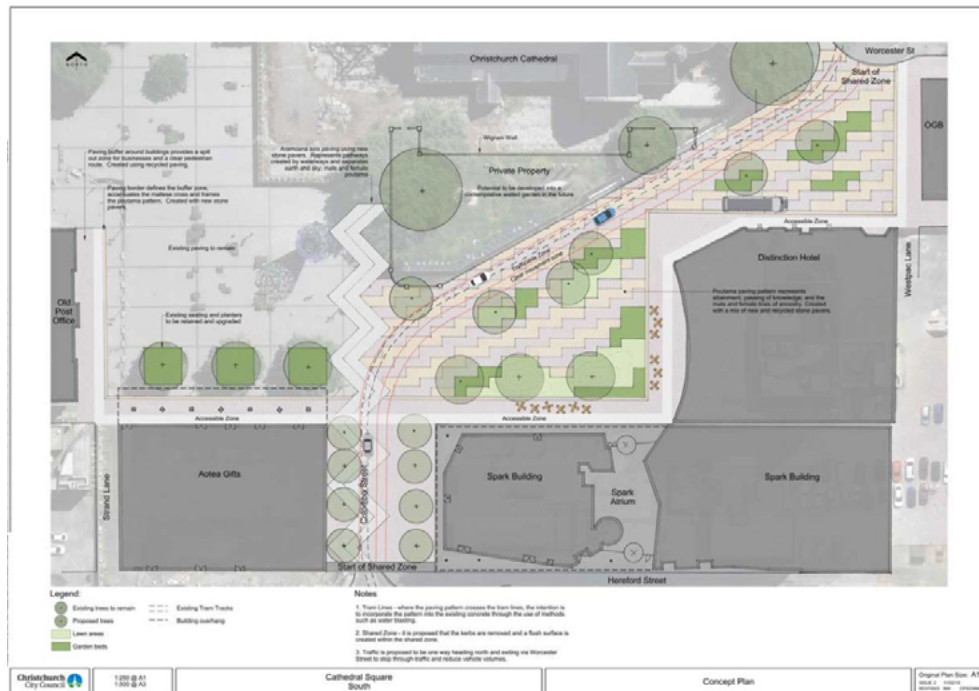 NORTH
Christchurch Cathedral
Worcester St
Start of
Shared Zone
OGB
Paving buffer around buildings provides a spill
out zone for businesses and a clear pedestrian
route. Created using recycled paving.
Paving border defines the buffer zone,
accentuates the maltese cross and frames
the poutama pattern. Created with new stone
pavers.
axis paving using new
stone pavers. Represents pathways
created by waterways and separates
earth and sky; male and female
poutama
Wignam Wall
Private Property
Potential to be developed into a
contemplative walled garden in the future
Existing paving to remain
Existing seating and planters
to be retained and upgraded
Old
Post
Office
Clear movement zone
Accessible Zone
Distinction Hotel
Westpac Lane
Poutama paving pattern represents
attainment, passing of knowledge, and the
male and female lines of ancestry. Created
with a mix of new and recycled stone pavers.
Accessible Zone
Accessible Zone
Strand Lane
Aotea Gifts
Colombo Street
Start of Shared Zone
Spark Building
Spark
Atrium
Spark Building
Hereford Street
Legend:
Existing trees to remain
Proposed trees
Lawn areas
Garden beds
Existing Tram Tracks
Building overhang
Notes
1. Tram Lines - where the paving pattern crosses the tram lines, the intention is
to incorporate the pattern into the existing concrete through the use of methods
such as water blasting.
2. Shared Zone - it is proposed that the kerbs are removed and a flush surface is
created within the shared zone.
3. Traffic is proposed to be one way heading north and exiting via Worcester
Street to stop through-traffic and reduce vehicle volumes.
Christchurch
City Council
1:250 @ A1
1:500 @ A3
Cathedral Square
South
Concept Plan
Original Plan Size: A1